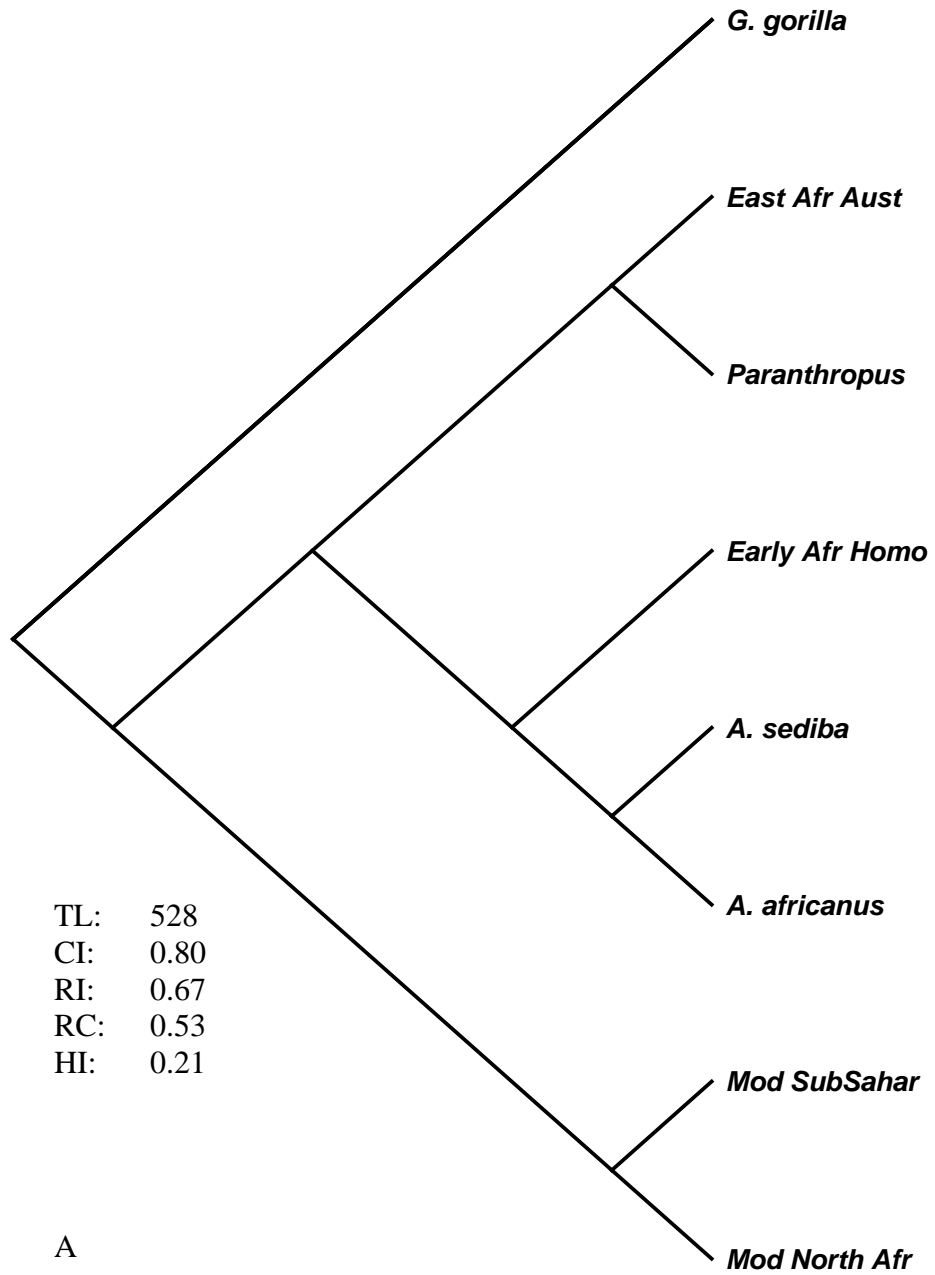 G. gorilla
East Afr Aust
Paranthropus
Early Afr Homo
A. sediba
A. africanus
TL: 528
CI: 0.80
RI: 0.67
RC: 0.53
HI: 0.21
Mod SubSahar
A
Mod North Afr